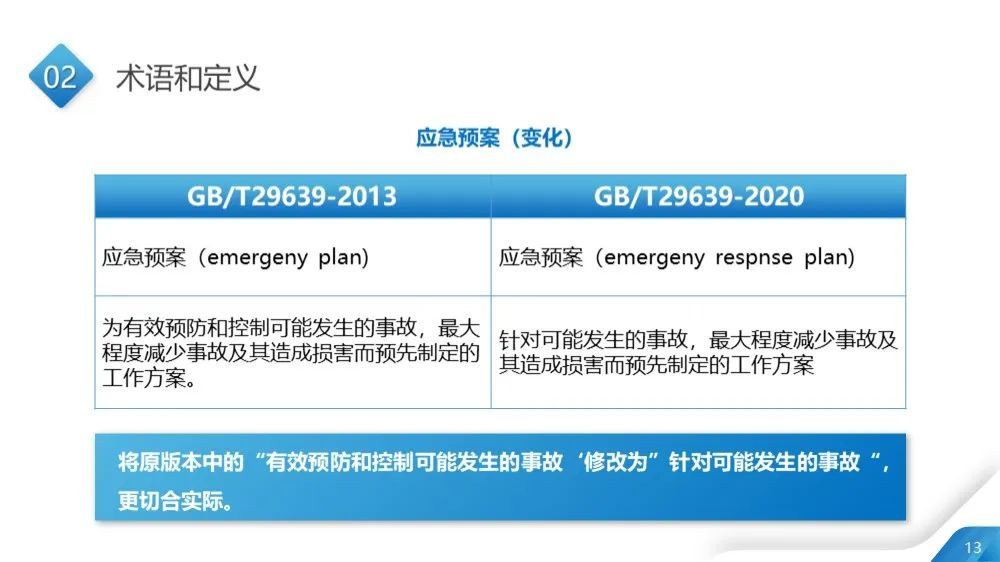 02
术语和定义
应急预案（变化）
GB/T29639-2013
GB/T29639-2020
应急预案（emergeny plan)
应急预案（emergeny respnse plan)
为有效预防和控制可能发生的事故，最大
程度减少事故及其造成损害而预先制定的
工作方案。
针对可能发生的事故，最大程度减少事故及
其造成损害而预先制定的工作方案
将原版本中的“有效预防和控制可能发生的事故‘修改为”针对可能发生的事故“，
更切合实际。
13